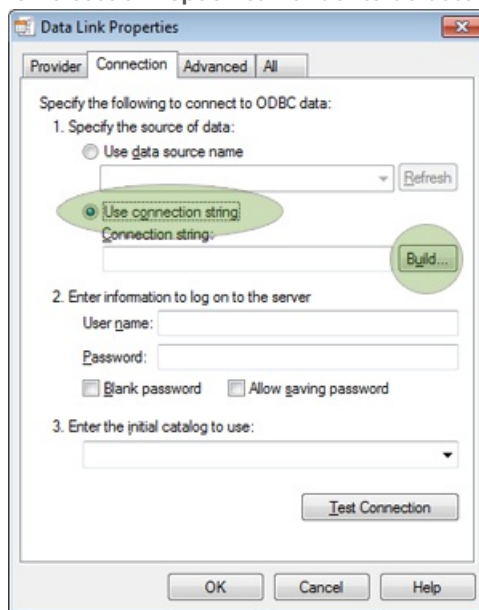 Data Link Properties
Provider Connection Advanced All
Specify the following to connect to ODBC data:
1. Specify the source of data:
Use data source name
Refresh
Use connection string
Connection string:
Build...
2. Enter information to log on to the server
User name:
Password:
Blank password Allow saving password
3. Enter the initial catalog to use:
Test Connection
OK Cancel Help